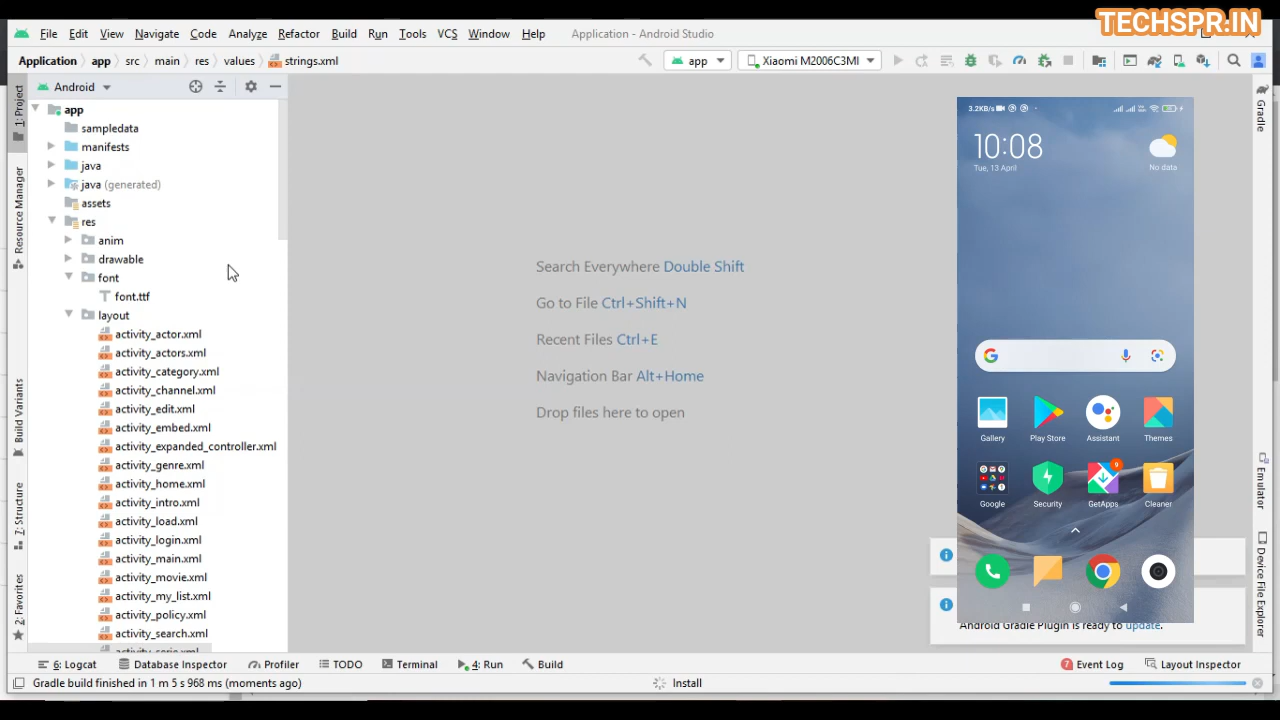 TECHSPR.IN
File Edit View Navigate Code Analyze Refactor Build Run Tools VCS Window Help Application - Android Studio
Application app src main res values strings.xml
app Xiaomi M2006C3MI
Android
app
sampledata
manifests
java
java (generated)
assets
res
anim
drawable
font
font.ttf
layout
activity_actor.xml
activity_actors.xml
activity_category.xml
activity_channel.xml
activity_edit.xml
activity_embed.xml
activity_expanded_controller.xml
activity_genre.xml
activity_home.xml
activity_intro.xml
activity_load.xml
activity_login.xml
activity_main.xml
activity_movie.xml
activity_my_list.xml
activity_policy.xml
activity_search.xml
activity_serie.xml
1: Project
Resource Manager
Build Variants
7: Structure
2: Favorites
Search Everywhere Double Shift
Go to File Ctrl+Shift+N
Recent Files Ctrl+E
Navigation Bar Alt+Home
Drop files here to open
3.2KB/s
10:08
Tue, 13 April
No data
Gallery Play Store Assistant Themes
9
Google Security GetApps Cleaner
Android Gradle Plugin is ready to update.
Gradle
Emulator
Device File Explorer
6: Logcat Database Inspector Profiler TODO Terminal 4: Run Build 7 Event Log Layout Inspector
Gradle build finished in 1 m 5 s 968 ms (moments ago) Install